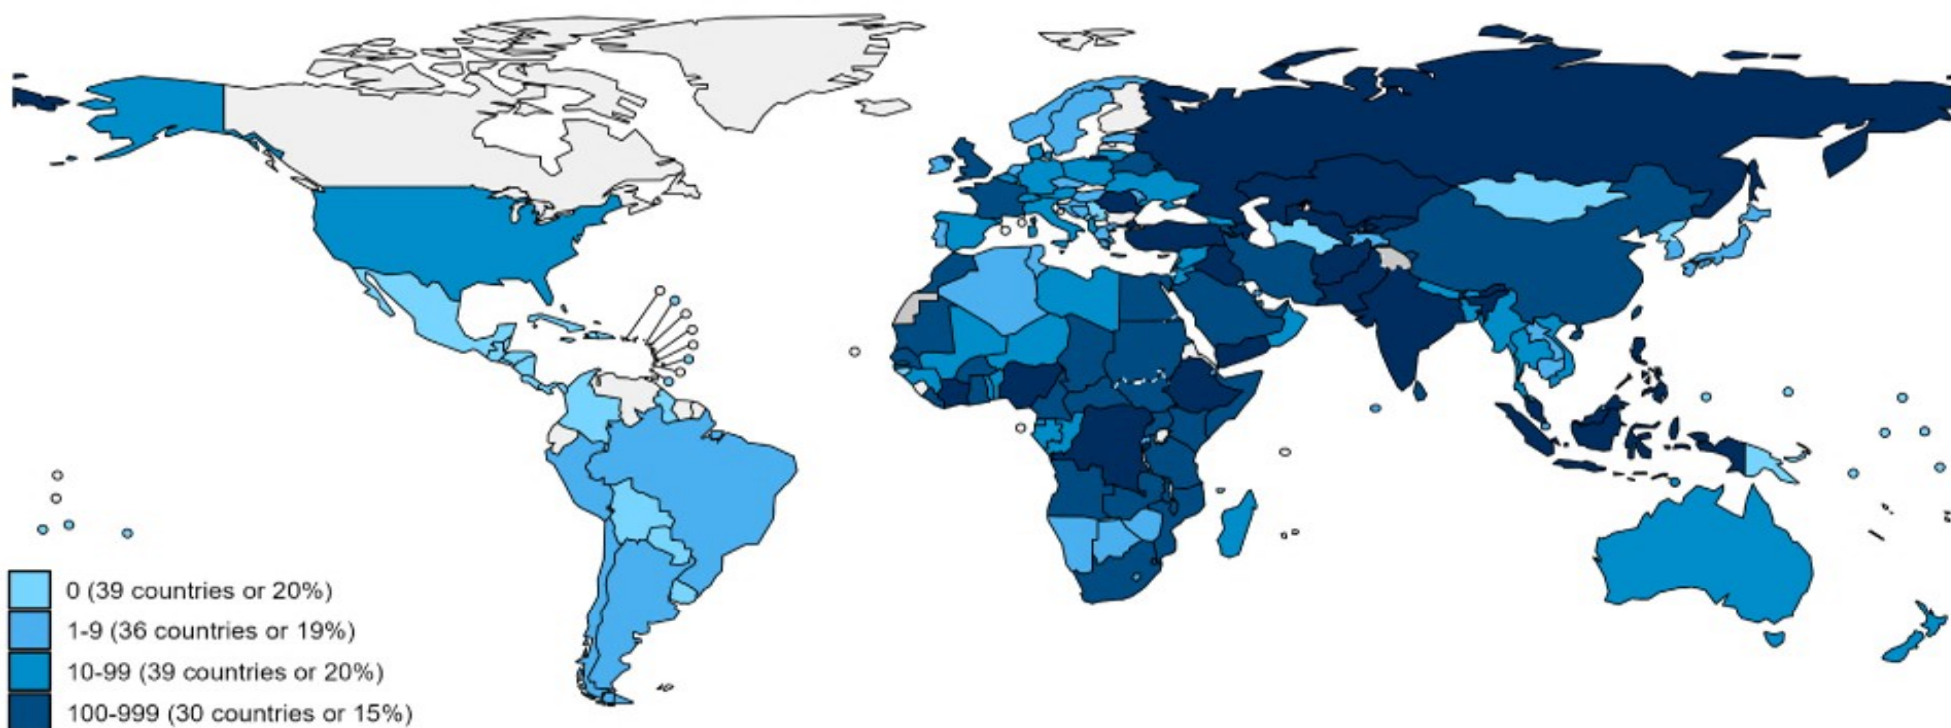 0 (39 countries or 20%)
1-9 (36 countries or 19%)
10-99 (39 countries or 20%)
100-999 (30 countries or 15%)